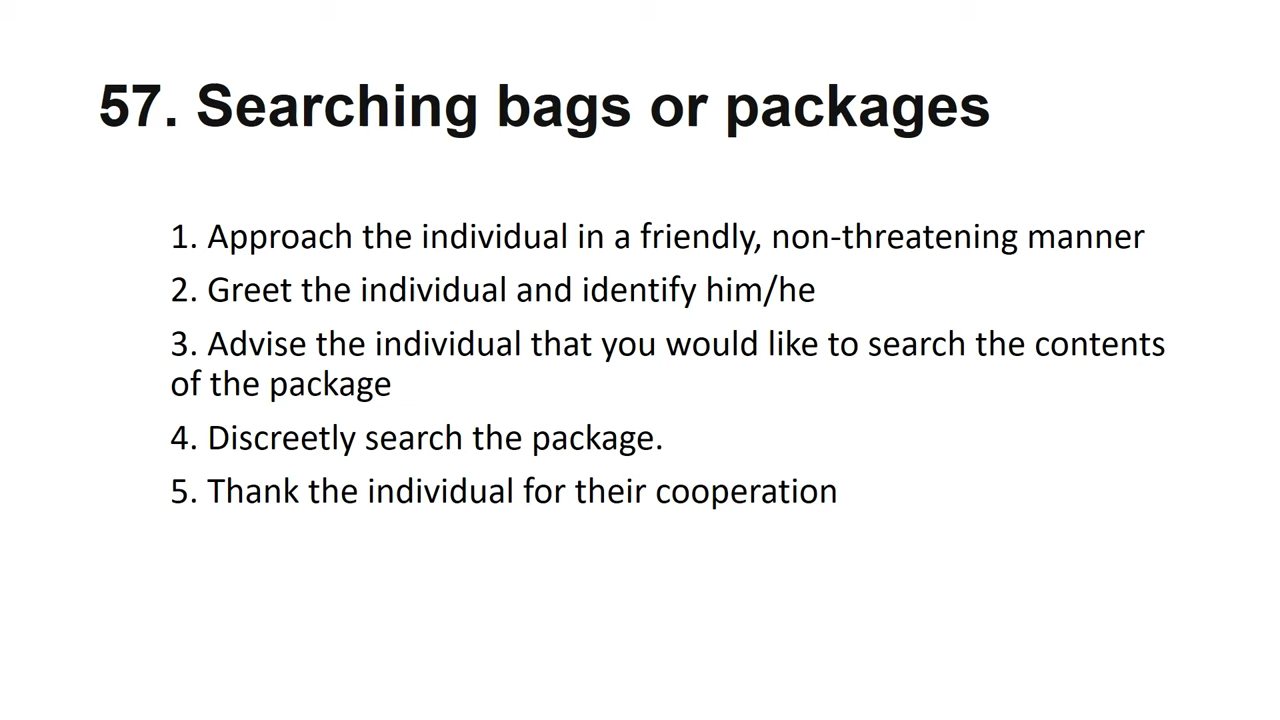 57. Searching bags or packages
1. Approach the individual in a friendly, non-threatening manner
2. Greet the individual and identify him/he
3. Advise the individual that you would like to search the contents
of the package
4. Discreetly search the package.
5. Thank the individual for their cooperation